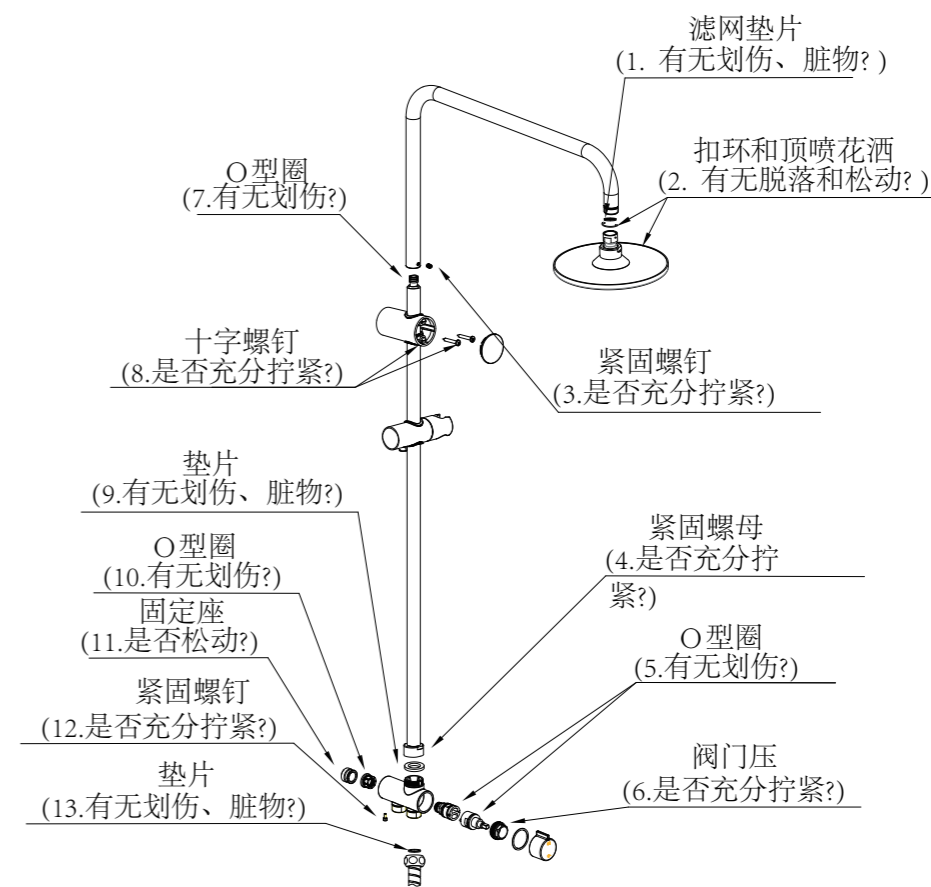 滤网垫片
(1. 有无划伤、脏物? )
扣环和顶喷花洒
(2. 有无脱落和松动? )
O型圈
(7.有无划伤?)
十字螺钉
(8.是否充分拧紧?)
紧固螺钉
(3.是否充分拧紧?)
垫片
(9.有无划伤、脏物?)
紧固螺母
(4.是否充分拧
紧?)
O型圈
(10.有无划伤?)
固定座
(11.是否松动?)
O型圈
(5.有无划伤?)
紧固螺钉
(12.是否充分拧紧?)
阀门压
(6.是否充分拧紧?)
垫片
(13.有无划伤、脏物?)